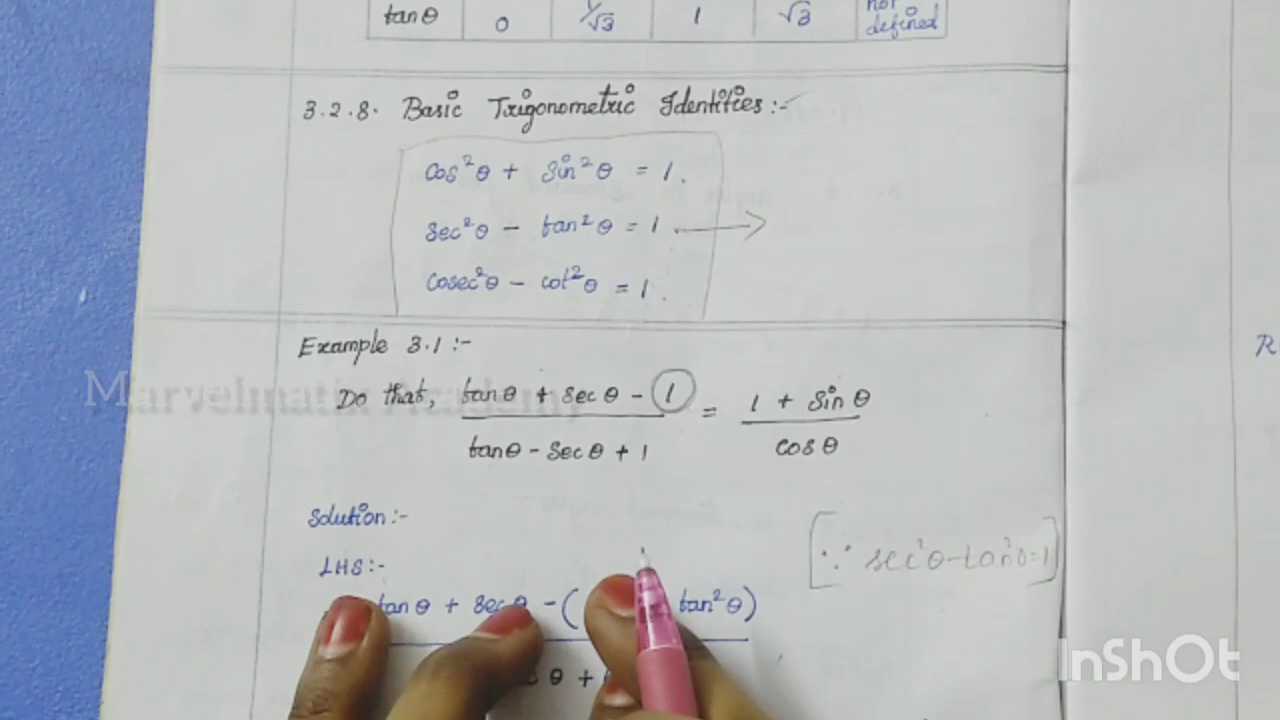 tanθ 0 1/√3 1 √3 not defined
3.2.8. Basic Trigonometric Identities :-
cos²θ + sin²θ = 1.
sec²θ - tan²θ = 1
cosec²θ - cot²θ = 1.
Example 3.1 :-
Marvelmatix Academy
Do that, tanθ + secθ - 1 / tanθ - secθ + 1 = 1 + sinθ / cosθ
Solution :-
[∵ sec²θ - tan²θ = 1]
LHS :-
tanθ + secθ - ( tan²θ)
θ +
InShOt